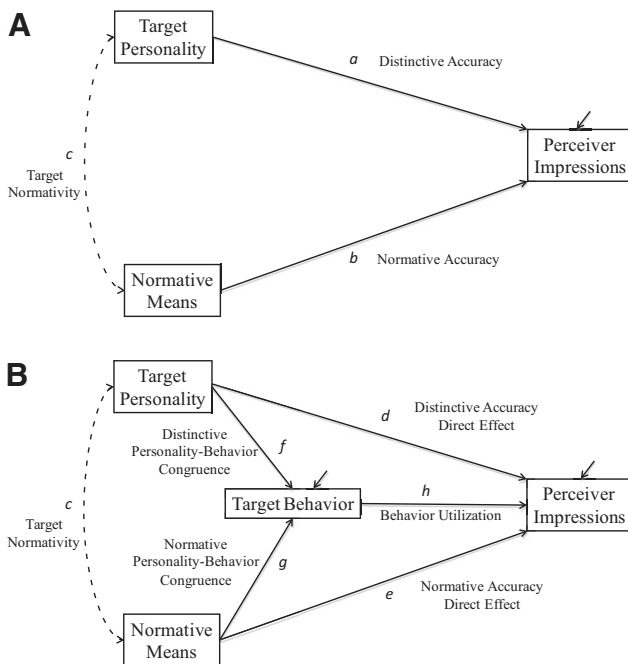 A
Target
Personality
a Distinctive Accuracy
c
Target
Normativity
Perceiver
Impressions
b Normative Accuracy
Normative
Means
B
Target
Personality
d Distinctive Accuracy
Direct Effect
Distinctive
Personality-Behavior
Congruence
f
c
Target
Normativity
Target Behavior
h
Behavior Utilization
Perceiver
Impressions
Normative
Personality-Behavior
Congruence
g
e Normative Accuracy
Direct Effect
Normative
Means